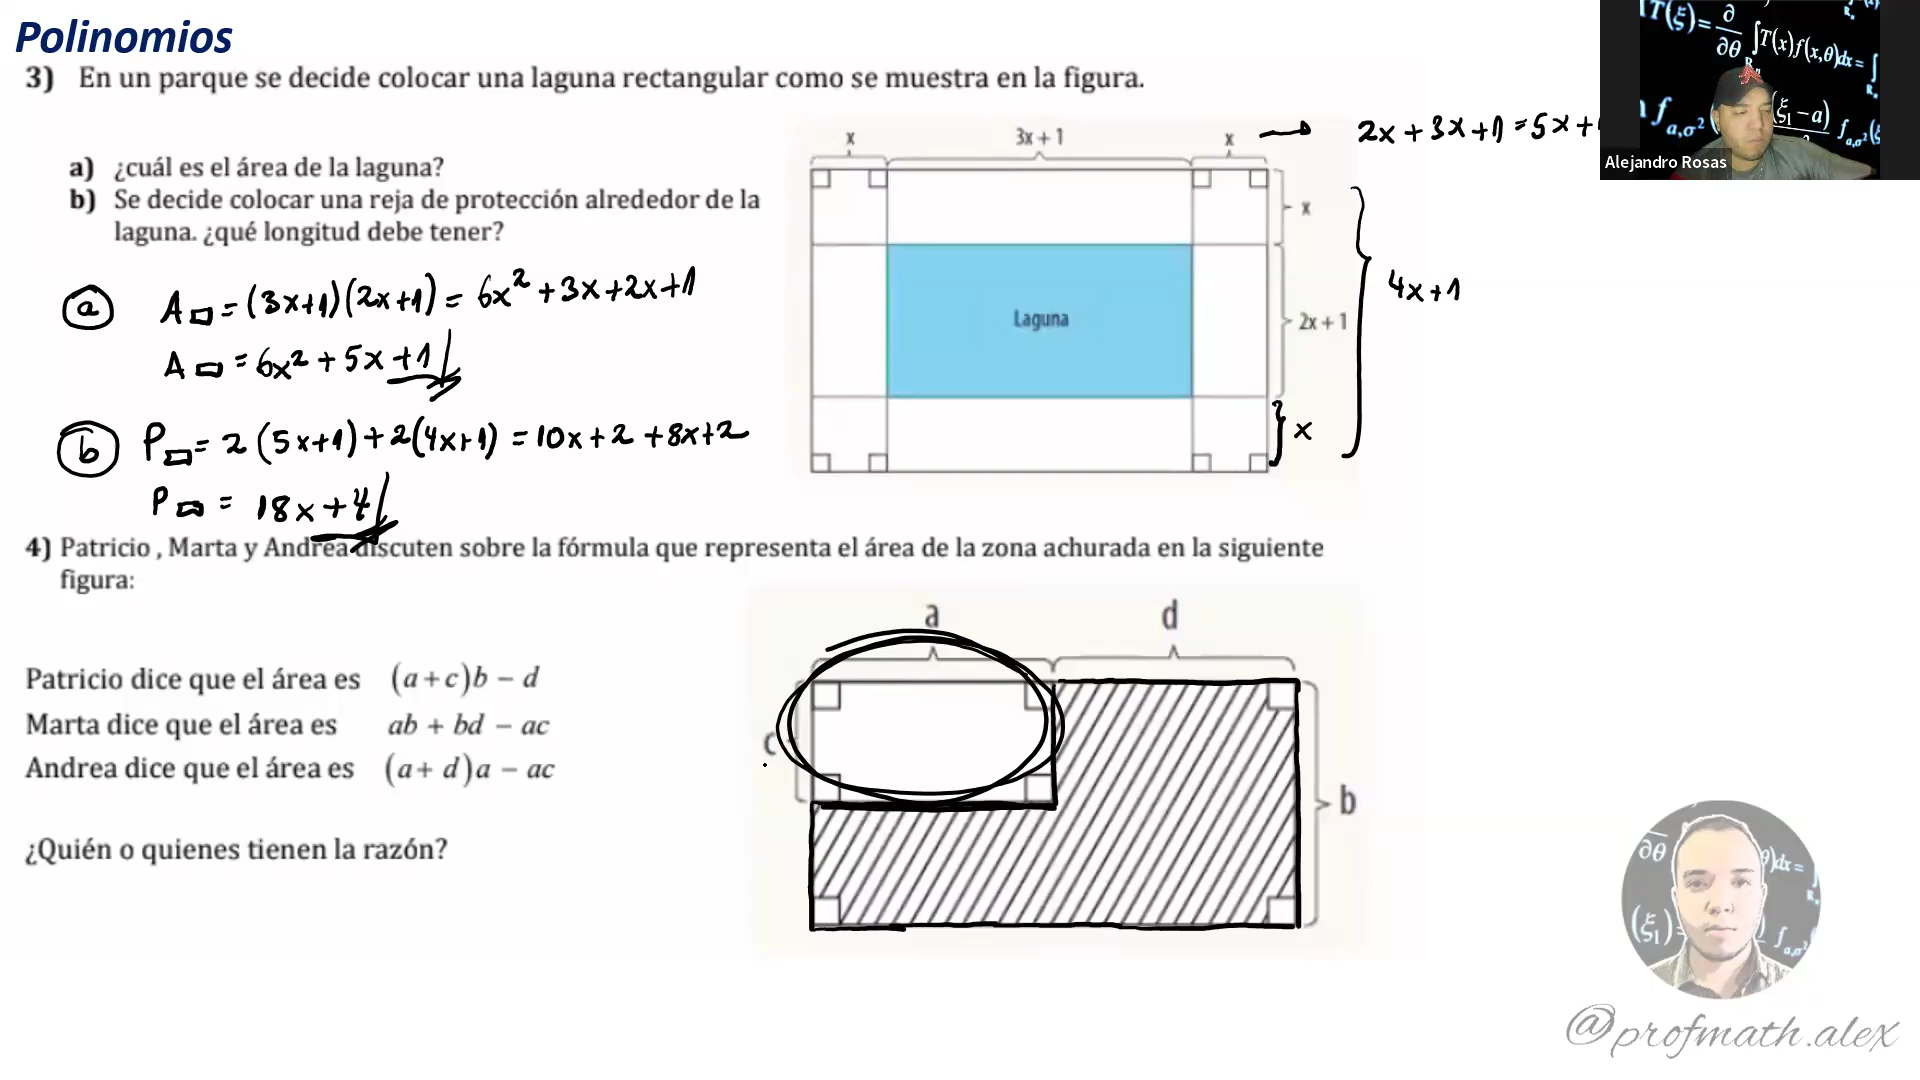 Polinomios
3) En un parque se decide colocar una laguna rectangular como se muestra en la figura.
a) ¿cuál es el área de la laguna?
b) Se decide colocar una reja de protección alrededor de la
laguna. ¿qué longitud debe tener?
x 3x + 1 x
2x + 3x + 1 = 5x +
x
Laguna
2x + 1
4x + 1
x
a A▭ = (3x+1)(2x+1) = 6x² + 3x + 2x + 1
A▭ = 6x² + 5x + 1
b P▭ = 2(5x+1) + 2(4x+1) = 10x + 2 + 8x + 2
P▭ = 18x + 4
4) Patricio , Marta y Andrea discuten sobre la fórmula que representa el área de la zona achurada en la siguiente
figura:
Patricio dice que el área es (a + c)b − d
Marta dice que el área es ab + bd − ac
Andrea dice que el área es (a + d)a − ac
¿Quién o quienes tienen la razón?
a d
c
b
Alejandro Rosas
@profmath.alex